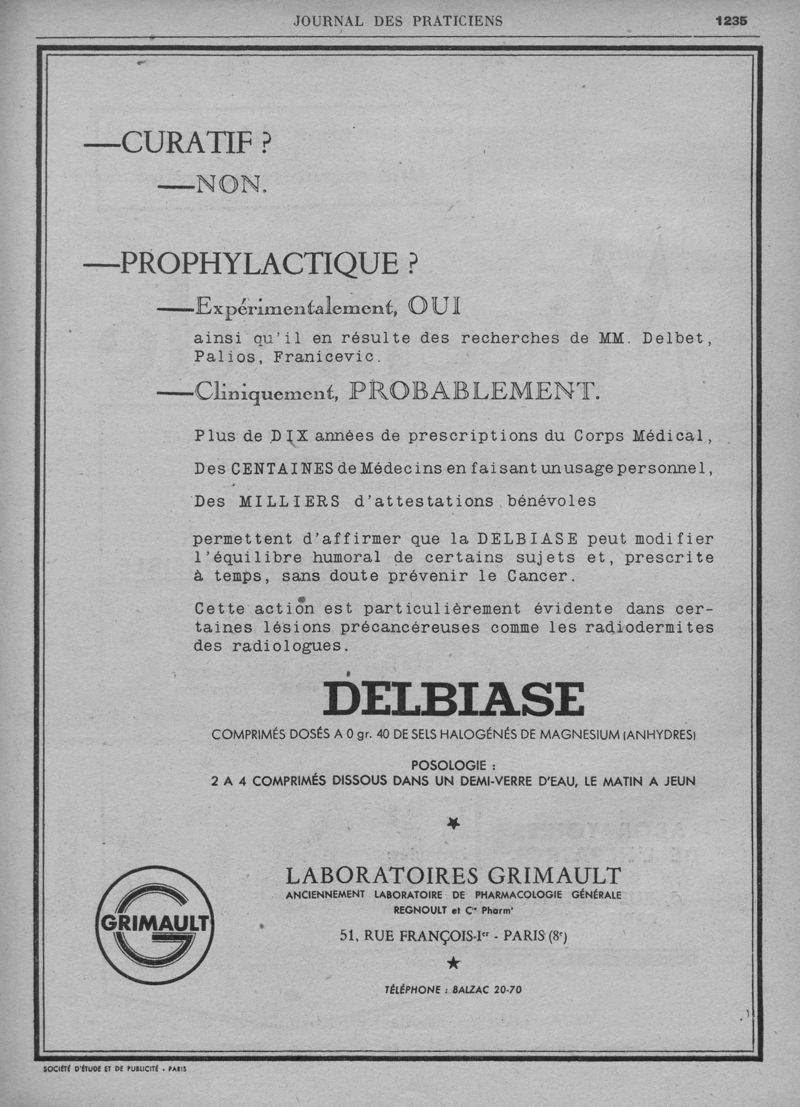 JOURNAL DES PRATICIENS 1235
—CURATIF ?
—NON.
—PROPHYLACTIQUE ?
—Expérimentalement, OUI
ainsi qu'il en résulte des recherches de MM. Delbet,
Palios, Franicevic.
—Cliniquement, PROBABLEMENT.
Plus de DIX années de prescriptions du Corps Médical,
Des CENTAINES de Médecins en faisant un usage personnel,
Des MILLIERS d'attestations bénévoles
permettent d'affirmer que la DELBIASE peut modifier
l'équilibre humoral de certains sujets et, prescrite
à temps, sans doute prévenir le Cancer.
Cette action est particulièrement évidente dans cer-
taines lésions précancéreuses comme les radiodermites
des radiologues.
DELBIASE
COMPRIMÉS DOSÉS A 0 gr. 40 DE SELS HALOGÉNÉS DE MAGNESIUM (ANHYDRES)
POSOLOGIE :
2 A 4 COMPRIMÉS DISSOUS DANS UN DEMI-VERRE D'EAU, LE MATIN A JEUN
GRIMAULT
LABORATOIRES GRIMAULT
ANCIENNEMENT LABORATOIRE DE PHARMACOLOGIE GÉNÉRALE
REGNOULT et Cie Pharmns
51, RUE FRANÇOIS-Ier - PARIS (8e)
TÉLÉPHONE : BALZAC 20-70
SOCIÉTÉ D'ÉTUDE ET DE PUBLICITÉ - PARIS